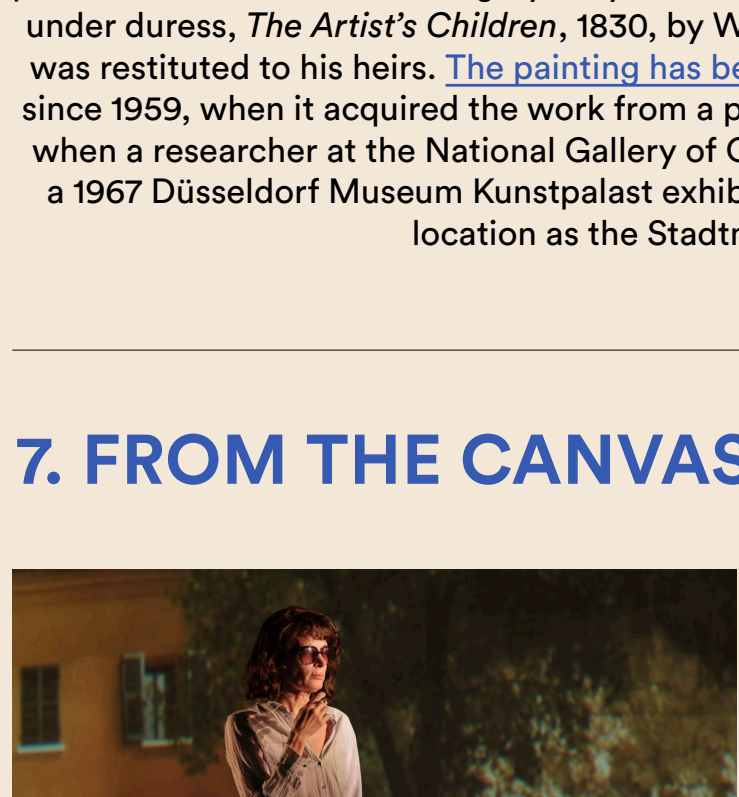 under duress, The Artist’s Children, 1830, by W
was restituted to his heirs. The painting has be
since 1959, when it acquired the work from a p
when a researcher at the National Gallery of C
a 1967 Düsseldorf Museum Kunstpalast exhib
location as the Stadtm
7. FROM THE CANVAS